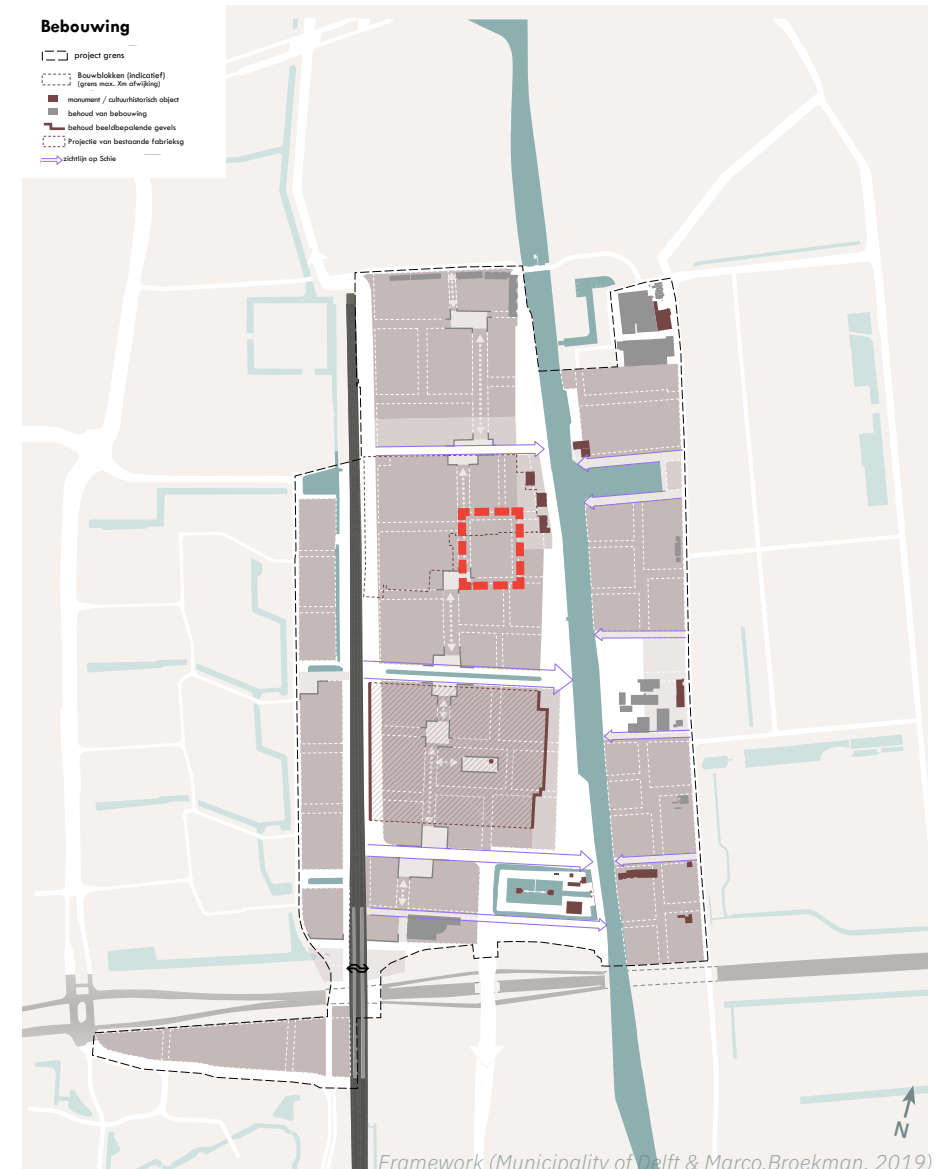 Bebouwing
project grens
Bouwblokken (indicatief)
(grens max. Xm afwijking)
monument / cultuurhistorisch object
behoud van bebouwing
behoud beeldbepalende gevels
Projectie van bestaande fabrieksg
zichtlijn op Schie
N
Framework (Municipality of Delft & Marco Broekman, 2019)